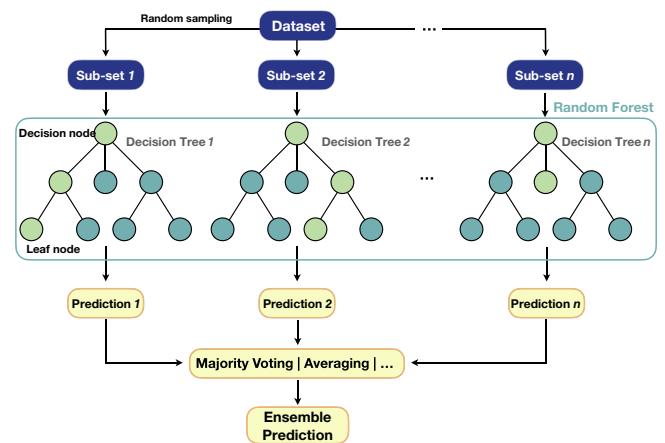 Random sampling
Dataset
...
Sub-set 1
Sub-set 2
Sub-set n
Random Forest
Decision node
Decision Tree 1
Decision Tree 2
Decision Tree n
...
Leaf node
Prediction 1
Prediction 2
Prediction n
Majority Voting | Averaging | ...
Ensemble
Prediction